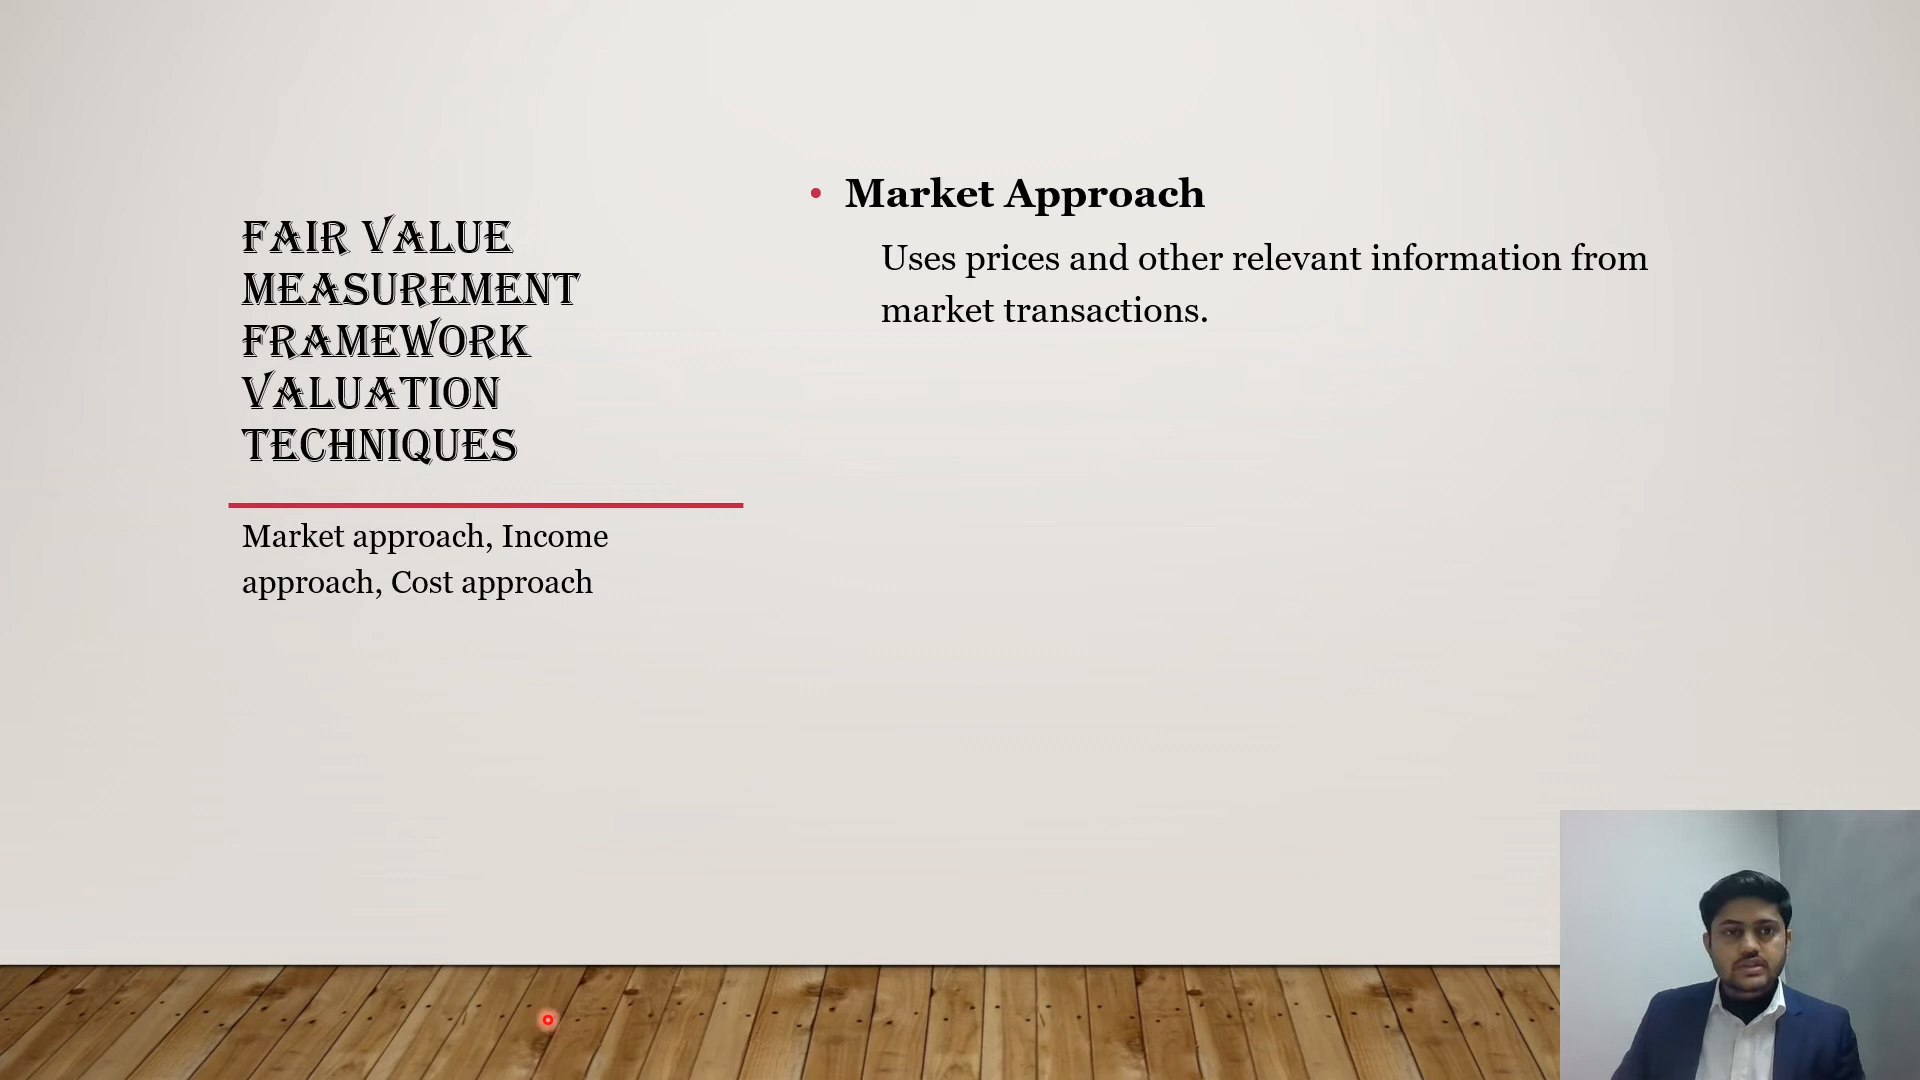 FAIR VALUE
MEASUREMENT
FRAMEWORK
VALUATION
TECHNIQUES
Market approach, Income
approach, Cost approach
• Market Approach
Uses prices and other relevant information from
market transactions.